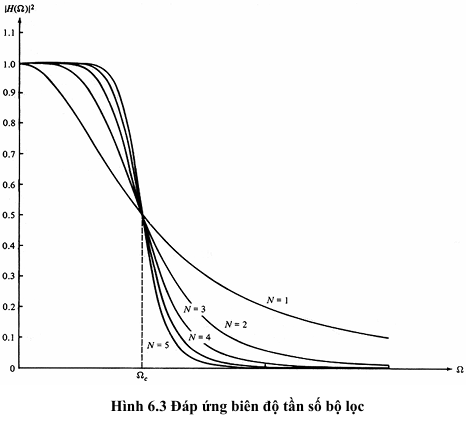 |H(Ω)|²
1.1
1.0
0.9
0.8
0.7
0.6
0.5
0.4
0.3
0.2
0.1
0
N = 1
N = 2
N = 3
N = 4
N = 5
Ω_c
Ω
Hình 6.3 Đáp ứng biên độ tần số bộ lọc